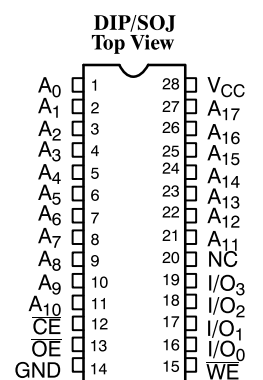 DIP/SOJ
Top View
A0 1 28 VCC
A1 2 27 A17
A2 3 26 A16
A3 4 25 A15
A4 5 24 A14
A5 6 23 A13
A6 7 22 A12
A7 8 21 A11
A8 9 20 NC
A9 10 19 I/O3
A10 11 18 I/O2
C̅E̅ 12 17 I/O1
O̅E̅ 13 16 I/O0
GND 14 15 W̅E̅